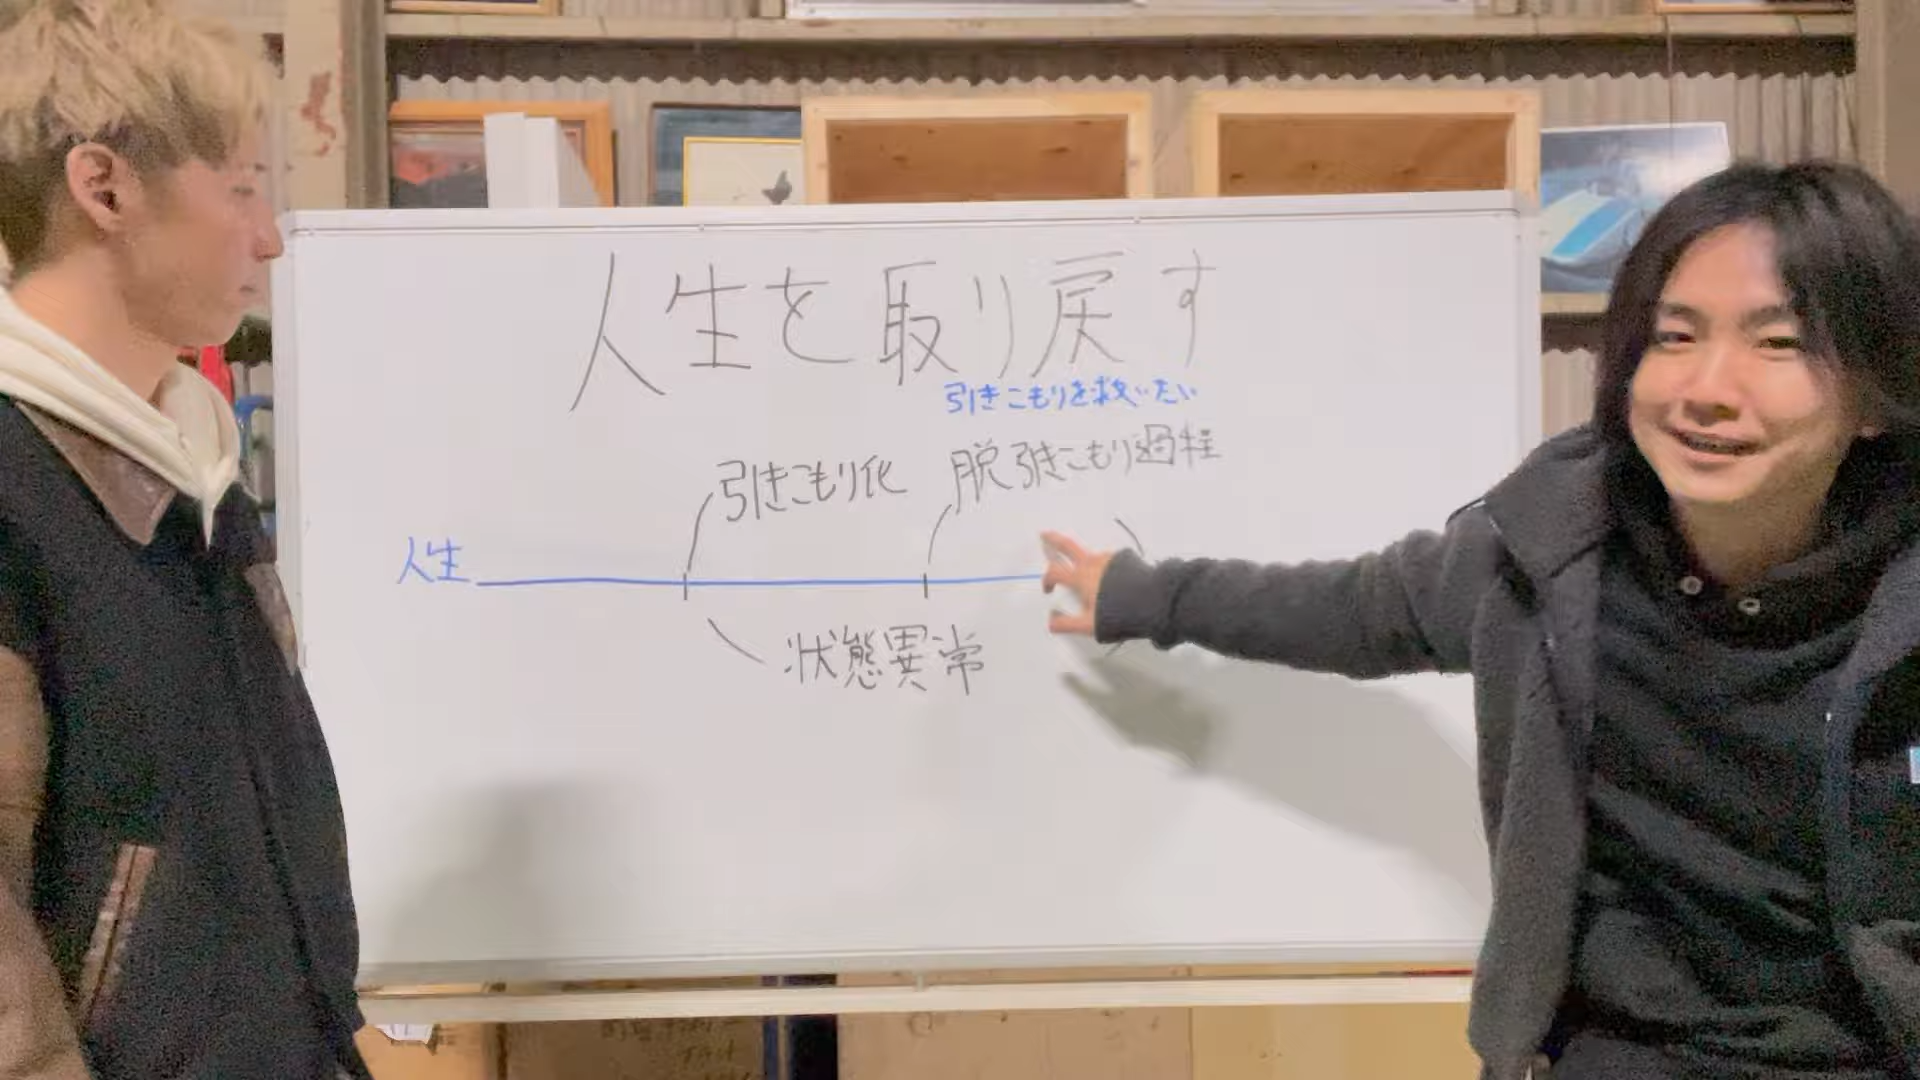 人生を取り戻す
引きこもりを救いたい
引きこもり化
脱引きこもり過程
人生
状態異常